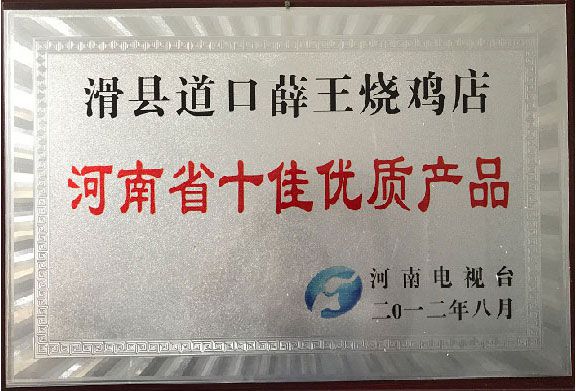 滑县道口薛王烧鸡店
河南省十佳优质产品
河南电视台
二0一二年八月